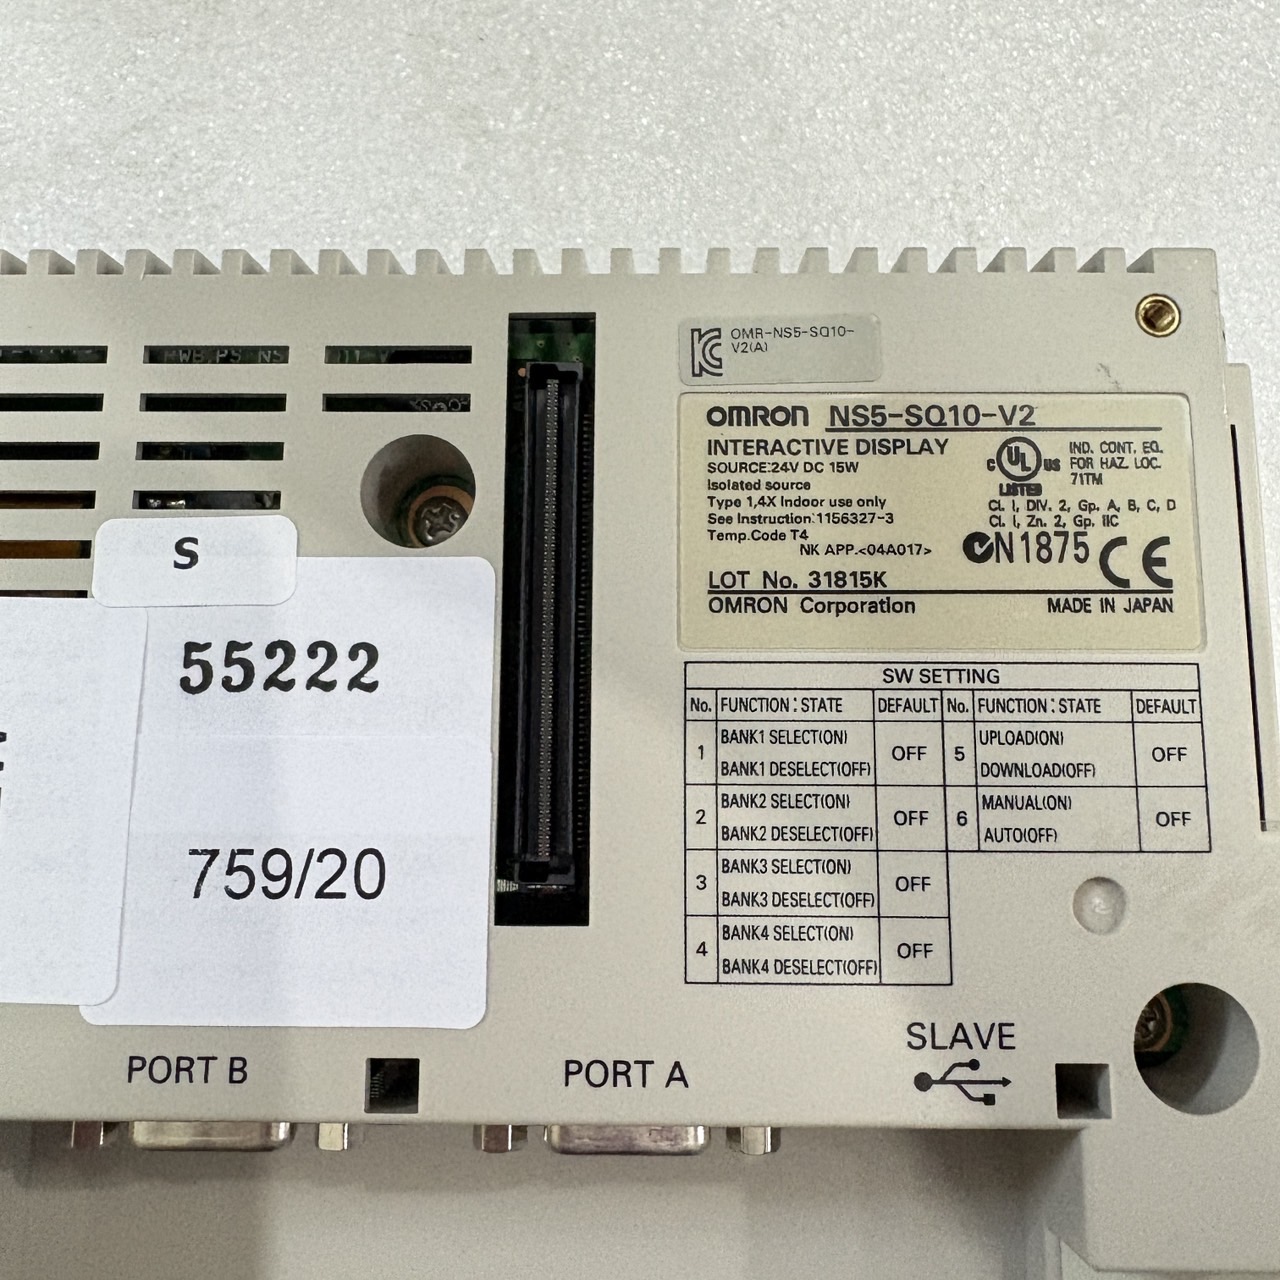 OMR-NS5-SQ10-
V2(A)
OMRON NS5-SQ10-V2
INTERACTIVE DISPLAY
SOURCE:24V DC 15W
Isolated source
Type 1,4X Indoor use only
See Instruction:1156327-3
Temp.Code T4
NK APP.<04A017>
C UL US
LISTED
IND. CONT. EQ.
FOR HAZ. LOC.
71TM
Cl. I, DIV. 2, Gp. A, B, C, D
Cl. I, Zn. 2, Gp. IIC
N1875 CE
LOT No. 31815K
OMRON Corporation MADE IN JAPAN
S
55222
759/20
SW SETTING
No. FUNCTION : STATE DEFAULT No. FUNCTION : STATE DEFAULT
1 BANK1 SELECT(ON) BANK1 DESELECT(OFF) OFF 5 UPLOAD(ON) DOWNLOAD(OFF) OFF
2 BANK2 SELECT(ON) BANK2 DESELECT(OFF) OFF 6 MANUAL(ON) AUTO(OFF) OFF
3 BANK3 SELECT(ON) BANK3 DESELECT(OFF) OFF
4 BANK4 SELECT(ON) BANK4 DESELECT(OFF) OFF
SLAVE
PORT B
PORT A